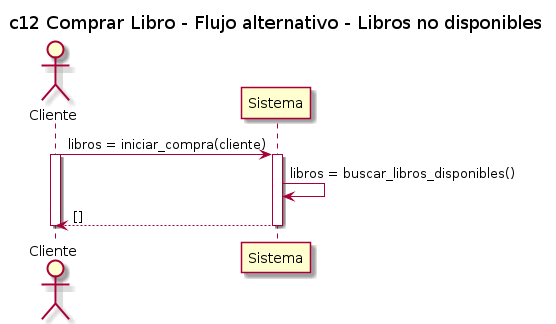 c12 Comprar Libro - Flujo alternativo - Libros no disponibles
Cliente
Sistema
libros = iniciar_compra(cliente)
libros = buscar_libros_disponibles()
[]
Cliente
Sistema